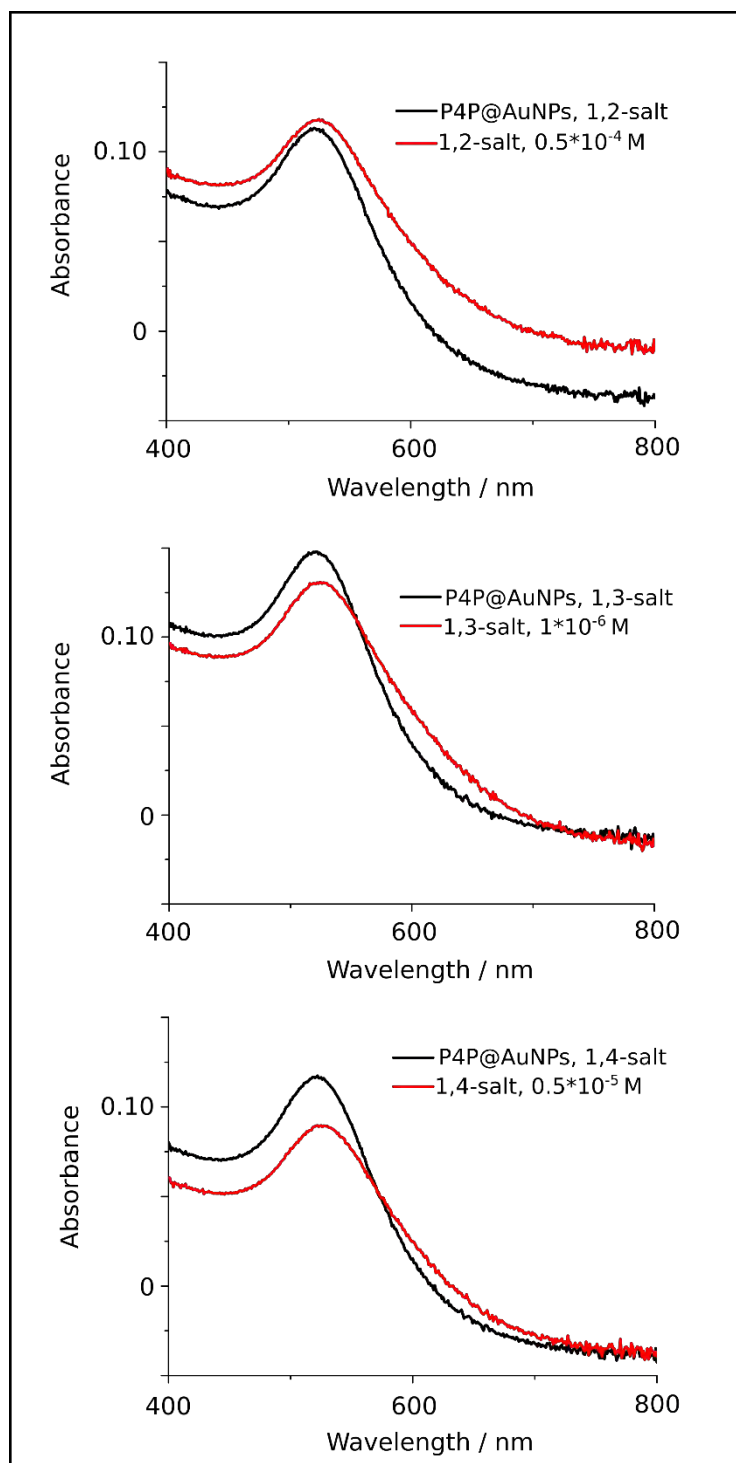 P4P@AuNPs, 1,2-salt
1,2-salt, 0.5*10⁻⁴ M
0.10
0
Absorbance
400
600
800
Wavelength / nm
P4P@AuNPs, 1,3-salt
1,3-salt, 1*10⁻⁶ M
0.10
0
Absorbance
400
600
800
Wavelength / nm
P4P@AuNPs, 1,4-salt
1,4-salt, 0.5*10⁻⁵ M
0.10
0
Absorbance
400
600
800
Wavelength / nm